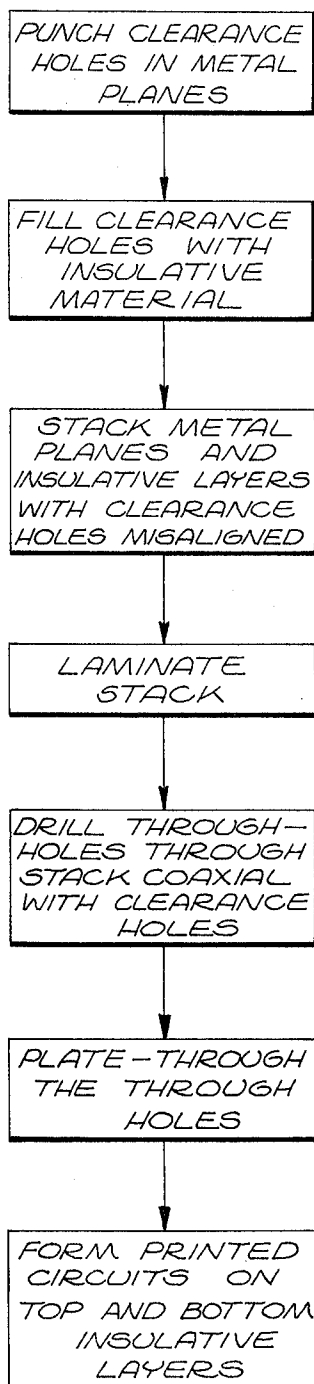 PUNCH CLEARANCE
HOLES IN METAL
PLANES
FILL CLEARANCE
HOLES WITH
INSULATIVE
MATERIAL
STACK METAL
PLANES AND
INSULATIVE LAYERS
WITH CLEARANCE
HOLES MISALIGNED
LAMINATE
STACK
DRILL THROUGH-
HOLES THROUGH
STACK COAXIAL
WITH CLEARANCE
HOLES
PLATE-THROUGH
THE THROUGH
HOLES
FORM PRINTED
CIRCUITS ON
TOP AND BOTTOM
INSULATIVE
LAYERS